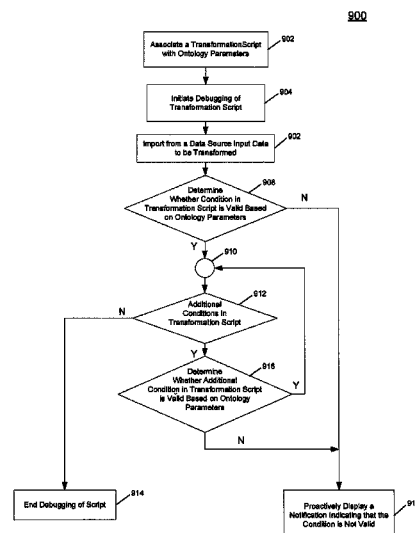 900
Associate a TransformationScript
with Ontology Parameters
902
Initiate Debugging of
Transformation Script
904
Import from a Data Source Input Data
to be Transformed
902
Determine
Whether Condition in
Transformation Script is Valid Based
on Ontology Parameters
908
N
Y
910
Additional
Conditions in
Transformation Script
912
N
Y
Determine
Whether Additional
Condition in Transformation Script
is Valid Based on Ontology
Parameters
916
Y
N
End Debugging of Script
914
Proactively Display a
Notification Indicating that the
Condition is Not Valid
91